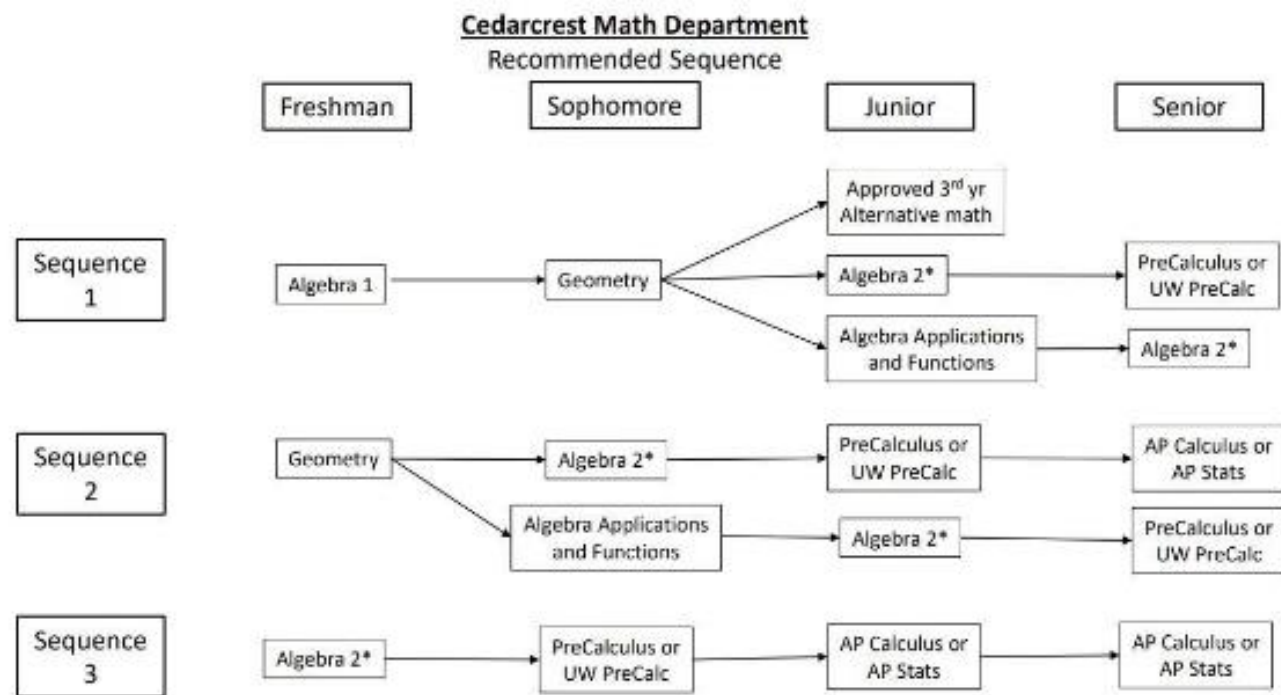 Cedarcrest Math Department
Recommended Sequence
Freshman
Sophomore
Junior
Senior
Sequence
1
Algebra 1
Geometry
Approved 3rd yr
Alternative math
Algebra 2*
PreCalculus or
UW PreCalc
Algebra Applications
and Functions
Algebra 2*
Sequence
2
Geometry
Algebra 2*
PreCalculus or
UW PreCalc
AP Calculus or
AP Stats
Algebra Applications
and Functions
Algebra 2*
PreCalculus or
UW PreCalc
Sequence
3
Algebra 2*
PreCalculus or
UW PreCalc
AP Calculus or
AP Stats
AP Calculus or
AP Stats